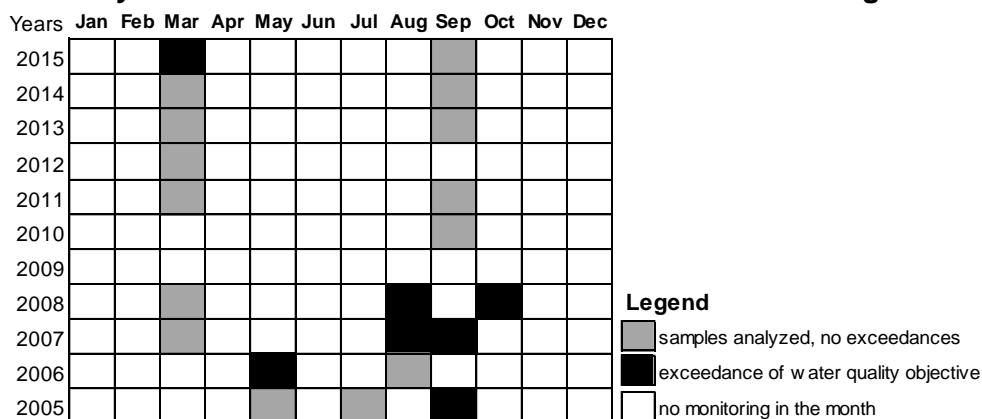 Years Jan Feb Mar Apr May Jun Jul Aug Sep Oct Nov Dec
2015
2014
2013
2012
2011
2010
2009
2008
2007
2006
2005
Legend
samples analyzed, no exceedances
exceedance of water quality objective
no monitoring in the month